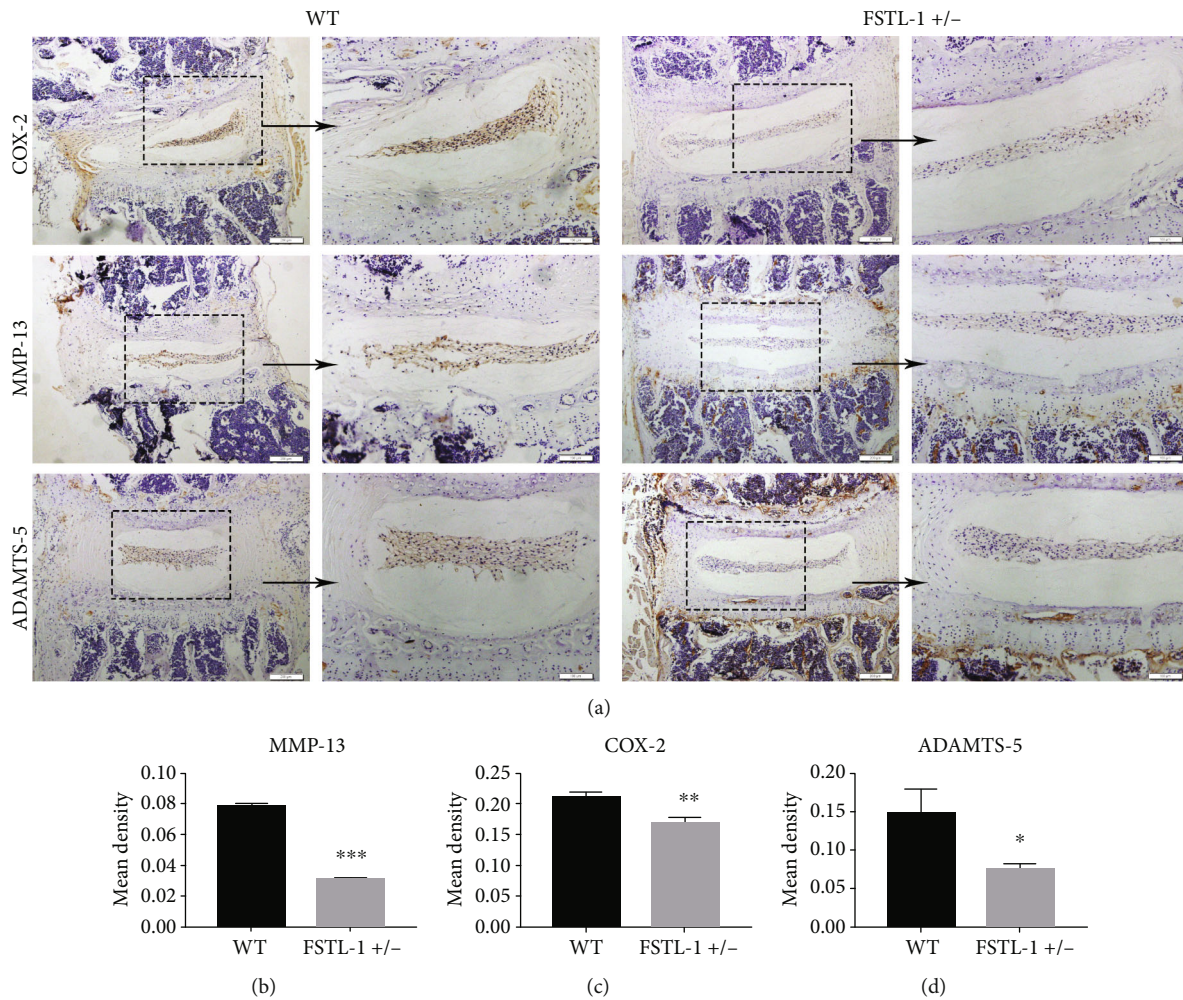 (a)
WT
FSTL-1 +/–
COX-2
MMP-13
ADAMTS-5
(a)
MMP-13
Mean density
0.10
0.08
0.06
0.04
0.02
0.00
***
WT
FSTL-1 +/–
(b)
COX-2
Mean density
0.25
0.20
0.15
0.10
0.05
0.00
**
WT
FSTL-1 +/–
(c)
ADAMTS-5
Mean density
0.20
0.15
0.10
0.05
0.00
*
WT
FSTL-1 +/–
(d)